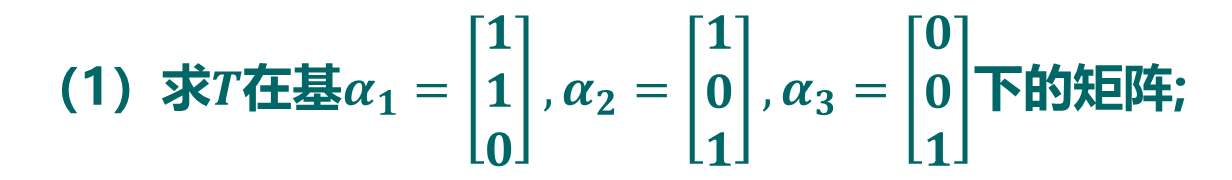 （1）求T在基α₁ = [1 1 0], α₂ = [1 0 1], α₃ = [0 0 1]下的矩阵;